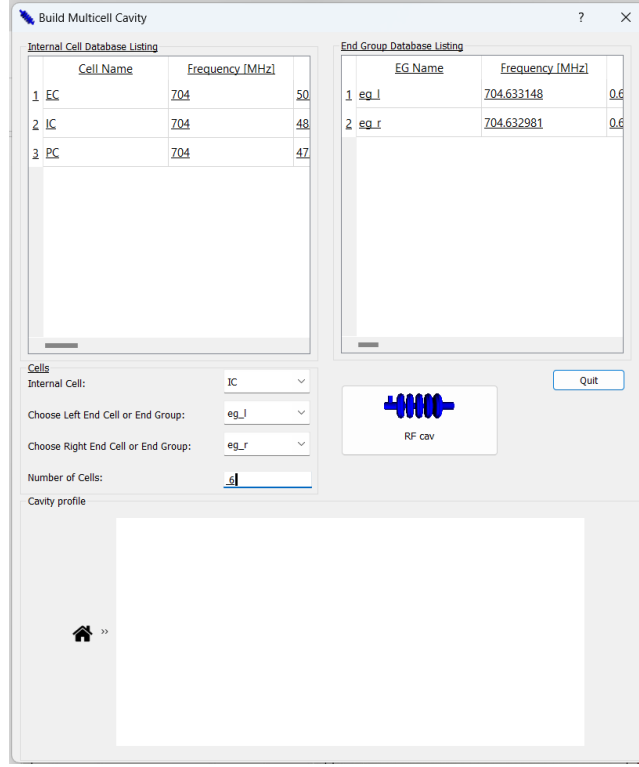 Build Multicell Cavity ? ×
Internal Cell Database Listing
Cell Name Frequency [MHz]
1 EC 704 50
2 IC 704 48
3 PC 704 47
End Group Database Listing
EG Name Frequency [MHz]
1 eg_l 704.633148 0.6
2 eg_r 704.632981 0.6
Cells
Internal Cell: IC
Choose Left End Cell or End Group: eg_l
Choose Right End Cell or End Group: eg_r
Number of Cells: 6
Quit
RF cav
Cavity profile
»